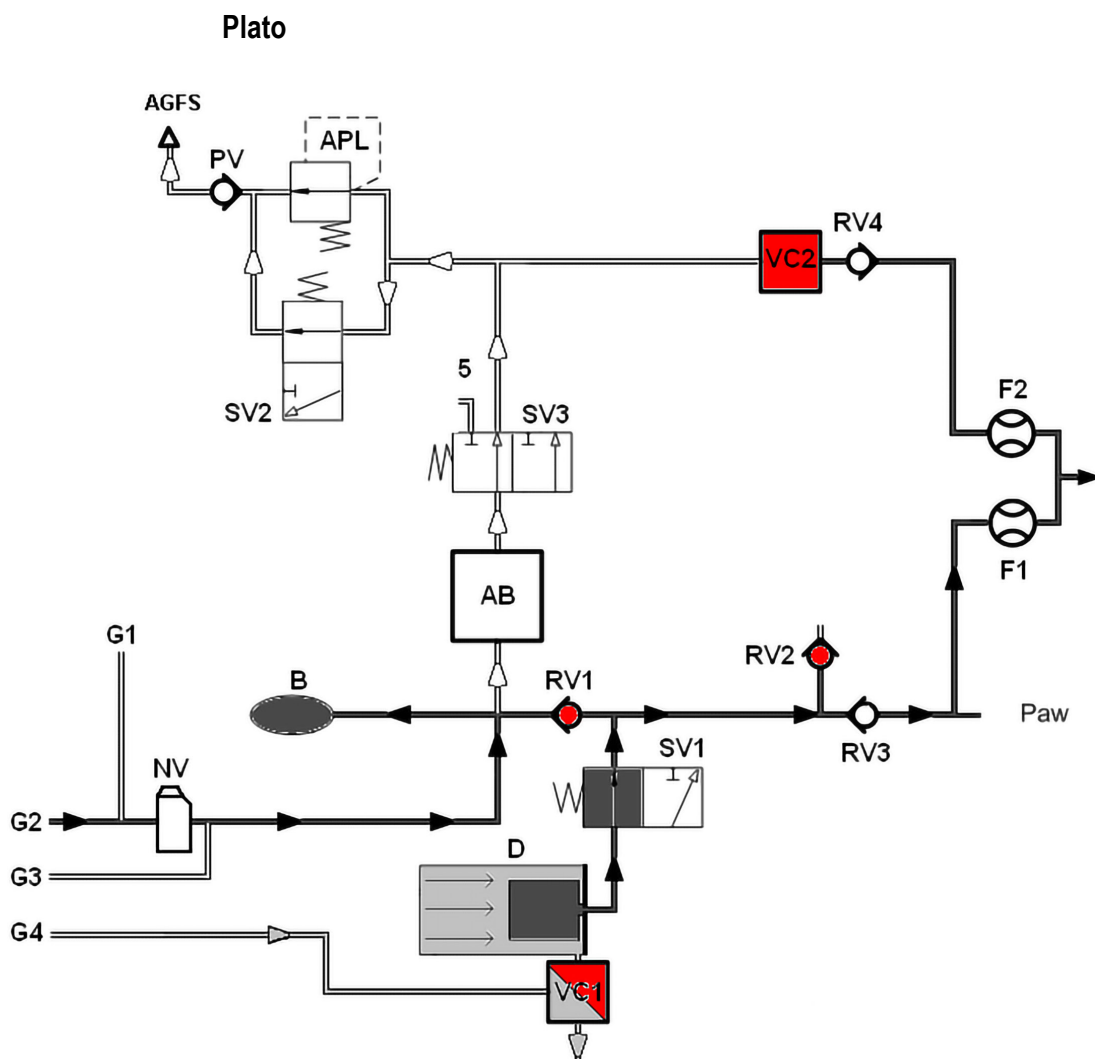 Plato
AGFS
PV
APL
RV4
VC2
5
SV2
SV3
F2
F1
AB
G1
B
RV1
RV2
Paw
NV
SV1
RV3
G2
D
G3
G4
VC1